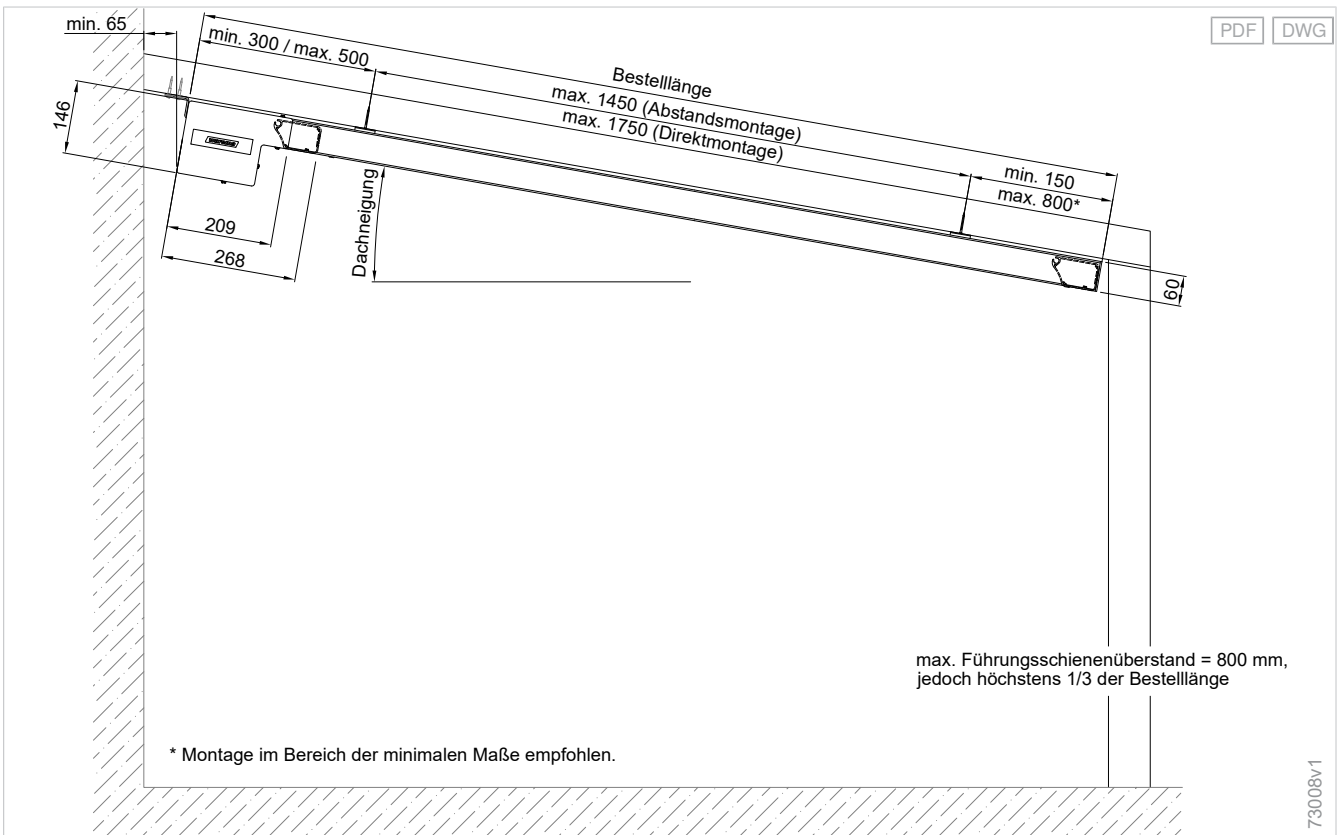 min. 65
PDF
DWG
min. 300 / max. 500
Bestelllänge
max. 1450 (Abstandsmontage)
max. 1750 (Direktmontage)
146
min. 150
max. 800*
Dachneigung
209
268
60
max. Führungsschienenüberstand = 800 mm,
jedoch höchstens 1/3 der Bestelllänge
* Montage im Bereich der minimalen Maße empfohlen.
73008v1